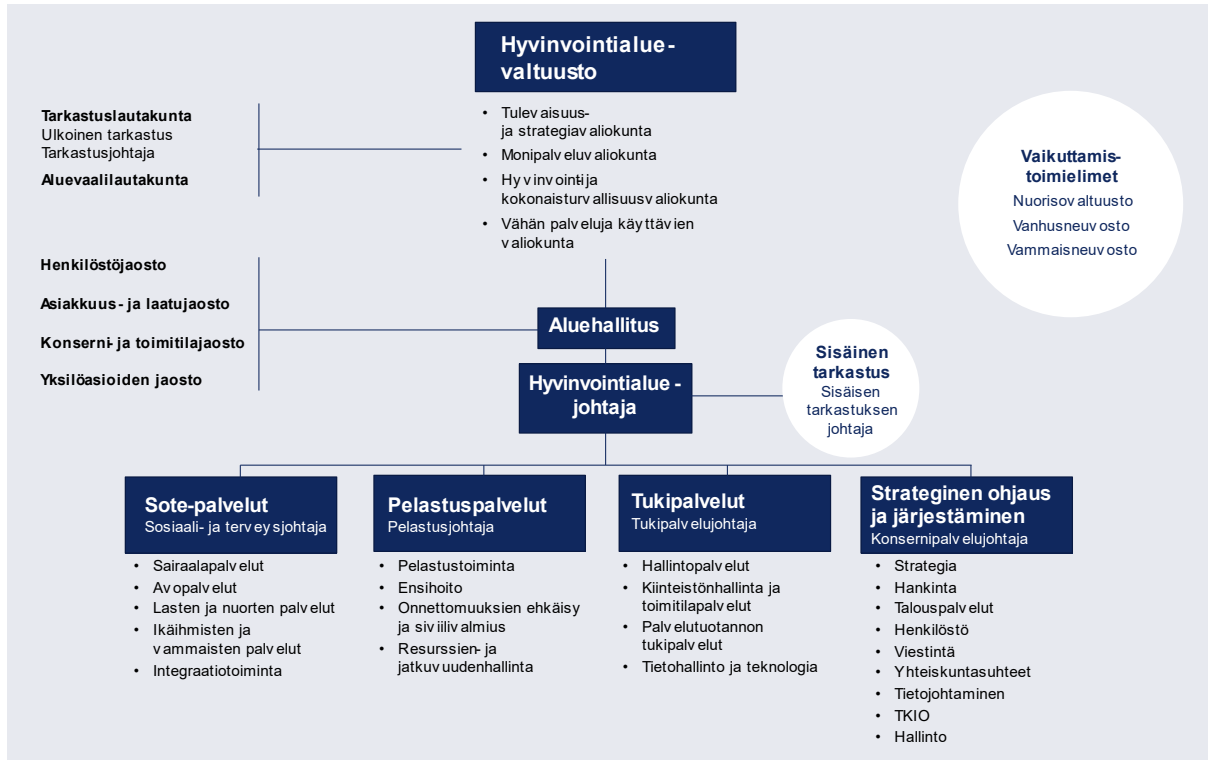 Hyvinvointialue-
valtuusto
Tarkastuslautakunta
Ulkoinen tarkastus
Tarkastusjohtaja
Aluevaalilautakunta
• Tulevaisuus-
ja strategiavaliokunta
• Monipalveluvaliokunta
• Hyvinvointi- ja
kokonaisturvallisuusvaliokunta
• Vähän palveluja käyttävien
valiokunta
Vaikuttamis-
toimielimet
Nuorisovaltuusto
Vanhusneuvosto
Vammaisneuvosto
Henkilöstöjaosto
Asiakkuus- ja laatujaosto
Konserni- ja toimitilajaosto
Yksilöasioiden jaosto
Aluehallitus
Hyvinvointialue-
johtaja
Sisäinen
tarkastus
Sisäisen
tarkastuksen
johtaja
Sote-palvelut
Sosiaali- ja terveysjohtaja
• Sairaalapalvelut
• Avopalvelut
• Lasten ja nuorten palvelut
• Ikäihmisten ja
vammaisten palvelut
• Integraatiotoiminta
Pelastuspalvelut
Pelastusjohtaja
• Pelastustoiminta
• Ensihoito
• Onnettomuuksien ehkäisy
ja siviilivalmius
• Resurssien- ja
jatkuvuudenhallinta
Tukipalvelut
Tukipalvelujohtaja
• Hallintopalvelut
• Kiinteistönhallinta ja
toimitilapalvelut
• Palvelutuotannon
tukipalvelut
• Tietohallinto ja teknologia
Strateginen ohjaus
ja järjestäminen
Konsernipalvelujohtaja
• Strategia
• Hankinta
• Talouspalvelut
• Henkilöstö
• Viestintä
• Yhteiskuntasuhteet
• Tietojohtaminen
• TKIO
• Hallinto